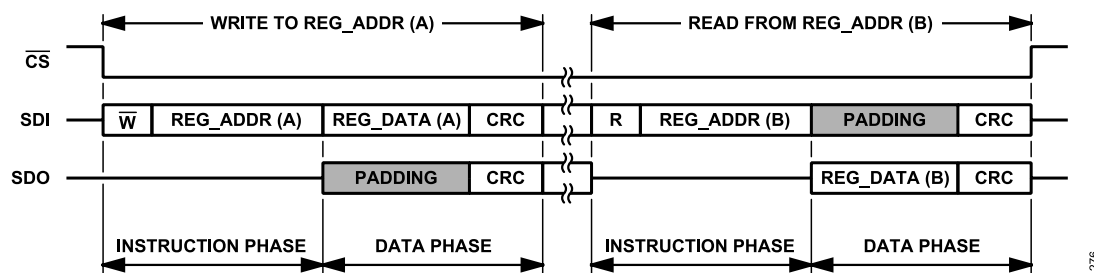 WRITE TO REG_ADDR (A) READ FROM REG_ADDR (B)
CS
SDI W REG_ADDR (A) REG_DATA (A) CRC R REG_ADDR (B) PADDING CRC
SDO PADDING CRC REG_DATA (B) CRC
INSTRUCTION PHASE DATA PHASE INSTRUCTION PHASE DATA PHASE
276